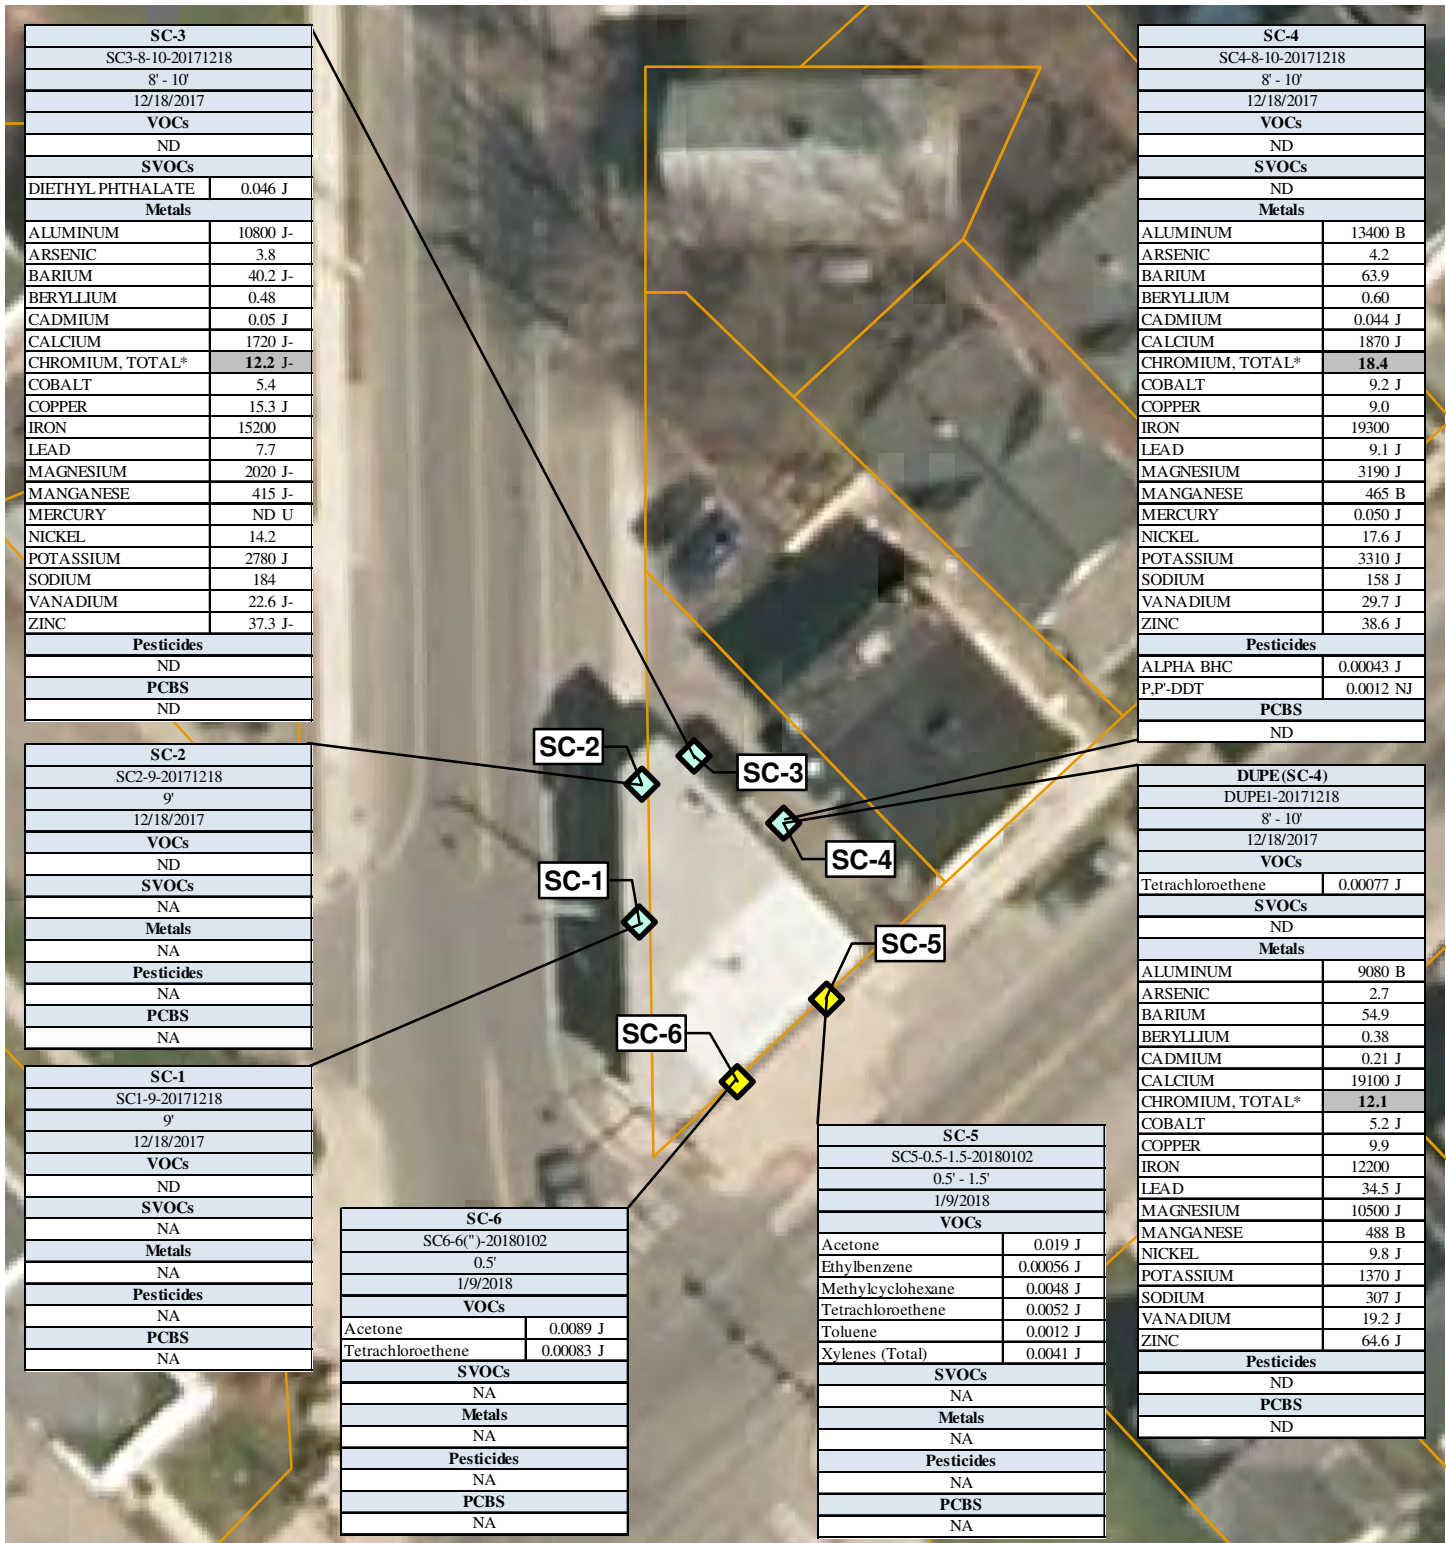 SC-3
SC3-8-10-20171218
8' - 10'
12/18/2017
VOCs
ND
SVOCs
DIETHYL PHTHALATE 0.046 J
Metals
ALUMINUM 10800 J-
ARSENIC 3.8
BARIUM 40.2 J-
BERYLLIUM 0.48
CADMIUM 0.05 J
CALCIUM 1720 J-
CHROMIUM, TOTAL* 12.2 J-
COBALT 5.4
COPPER 15.3 J
IRON 15200
LEAD 7.7
MAGNESIUM 2020 J-
MANGANESE 415 J-
MERCURY ND U
NICKEL 14.2
POTASSIUM 2780 J
SODIUM 184
VANADIUM 22.6 J-
ZINC 37.3 J-
Pesticides
ND
PCBS
ND
SC-2
SC2-9-20171218
9'
12/18/2017
VOCs
ND
SVOCs
NA
Metals
NA
Pesticides
NA
PCBS
NA
SC-1
SC1-9-20171218
9'
12/18/2017
VOCs
ND
SVOCs
NA
Metals
NA
Pesticides
NA
PCBS
NA
SC-2
SC-3
SC-4
SC-1
SC-5
SC-6
SC-6
SC6-6(")-20180102
0.5'
1/9/2018
VOCs
Acetone 0.0089 J
Tetrachloroethene 0.00083 J
SVOCs
NA
Metals
NA
Pesticides
NA
PCBS
NA
SC-5
SC5-0.5-1.5-20180102
0.5' - 1.5'
1/9/2018
VOCs
Acetone 0.019 J
Ethylbenzene 0.00056 J
Methylcyclohexane 0.0048 J
Tetrachloroethene 0.0052 J
Toluene 0.0012 J
Xylenes (Total) 0.0041 J
SVOCs
NA
Metals
NA
Pesticides
NA
PCBS
NA
SC-4
SC4-8-10-20171218
8' - 10'
12/18/2017
VOCs
ND
SVOCs
ND
Metals
ALUMINUM 13400 B
ARSENIC 4.2
BARIUM 63.9
BERYLLIUM 0.60
CADMIUM 0.044 J
CALCIUM 1870 J
CHROMIUM, TOTAL* 18.4
COBALT 9.2 J
COPPER 9.0
IRON 19300
LEAD 9.1 J
MAGNESIUM 3190 J
MANGANESE 465 B
MERCURY 0.050 J
NICKEL 17.6 J
POTASSIUM 3310 J
SODIUM 158 J
VANADIUM 29.7 J
ZINC 38.6 J
Pesticides
ALPHA BHC 0.00043 J
P,P'-DDT 0.0012 NJ
PCBS
ND
DUPE (SC-4)
DUPE1-20171218
8' - 10'
12/18/2017
VOCs
Tetrachloroethene 0.00077 J
SVOCs
ND
Metals
ALUMINUM 9080 B
ARSENIC 2.7
BARIUM 54.9
BERYLLIUM 0.38
CADMIUM 0.21 J
CALCIUM 19100 J
CHROMIUM, TOTAL* 12.1
COBALT 5.2 J
COPPER 9.9
IRON 12200
LEAD 34.5 J
MAGNESIUM 10500 J
MANGANESE 488 B
NICKEL 9.8 J
POTASSIUM 1370 J
SODIUM 307 J
VANADIUM 19.2 J
ZINC 64.6 J
Pesticides
ND
PCBS
ND